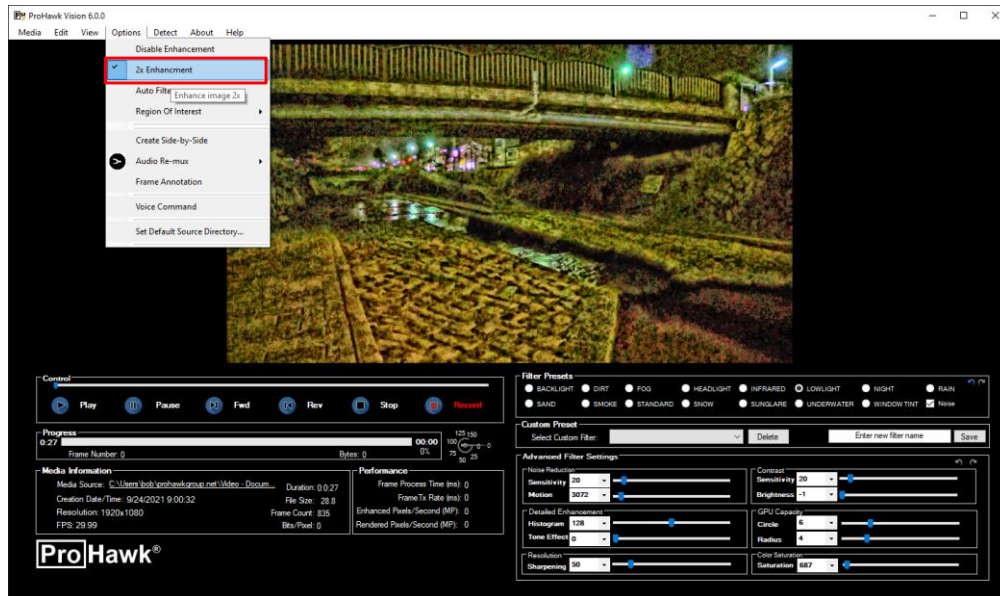 ProHawk Vision 6.0.0
Media Edit View Options Detect About Help
Disable Enhancement
2x Enhancment
Auto Filte
Enhance image 2x
Region Of Interest
Create Side-by-Side
Audio Re-mux
Frame Annotation
Voice Command
Set Default Source Directory...
Control
Play Pause Fwd Rev Stop Record
Progress
0:27 00:00
Frame Number: 0 Bytes: 0 0%
125 150
100 0
75 50 25
Media Information
Media Source: C:\Users\bob\prohawkgroup.net\Video - Docum... Duration: 0:0:27
Creation Date/Time: 9/24/2021 9:00:32 File Size: 28.8
Resolution: 1920x1080 Frame Count: 835
FPS: 29.99 Bits/Pixel: 0
Performance
Frame Process Time (ms): 0
Frame Tx Rate (ms): 0
Enhanced Pixels/Second (MP): 0
Rendered Pixels/Second (MP): 0
ProHawk®
Filter Presets
BACKLIGHT DIRT FOG HEADLIGHT INFRARED LOWLIGHT NIGHT RAIN
SAND SMOKE STANDARD SNOW SUNGLARE UNDERWATER WINDOW TINT Noise
Custom Preset
Select Custom Filter: Delete Enter new filter name Save
Advanced Filter Settings
Noise Reduction
Sensitivity 20
Motion 3072
Contrast
Sensitivity 20
Brightness -1
Detailed Enhancement
Histogram 128
Tone Effect 0
GPU Capacity
Circle 6
Radius 4
Resolution
Sharpening 50
Color Saturation
Saturation 687